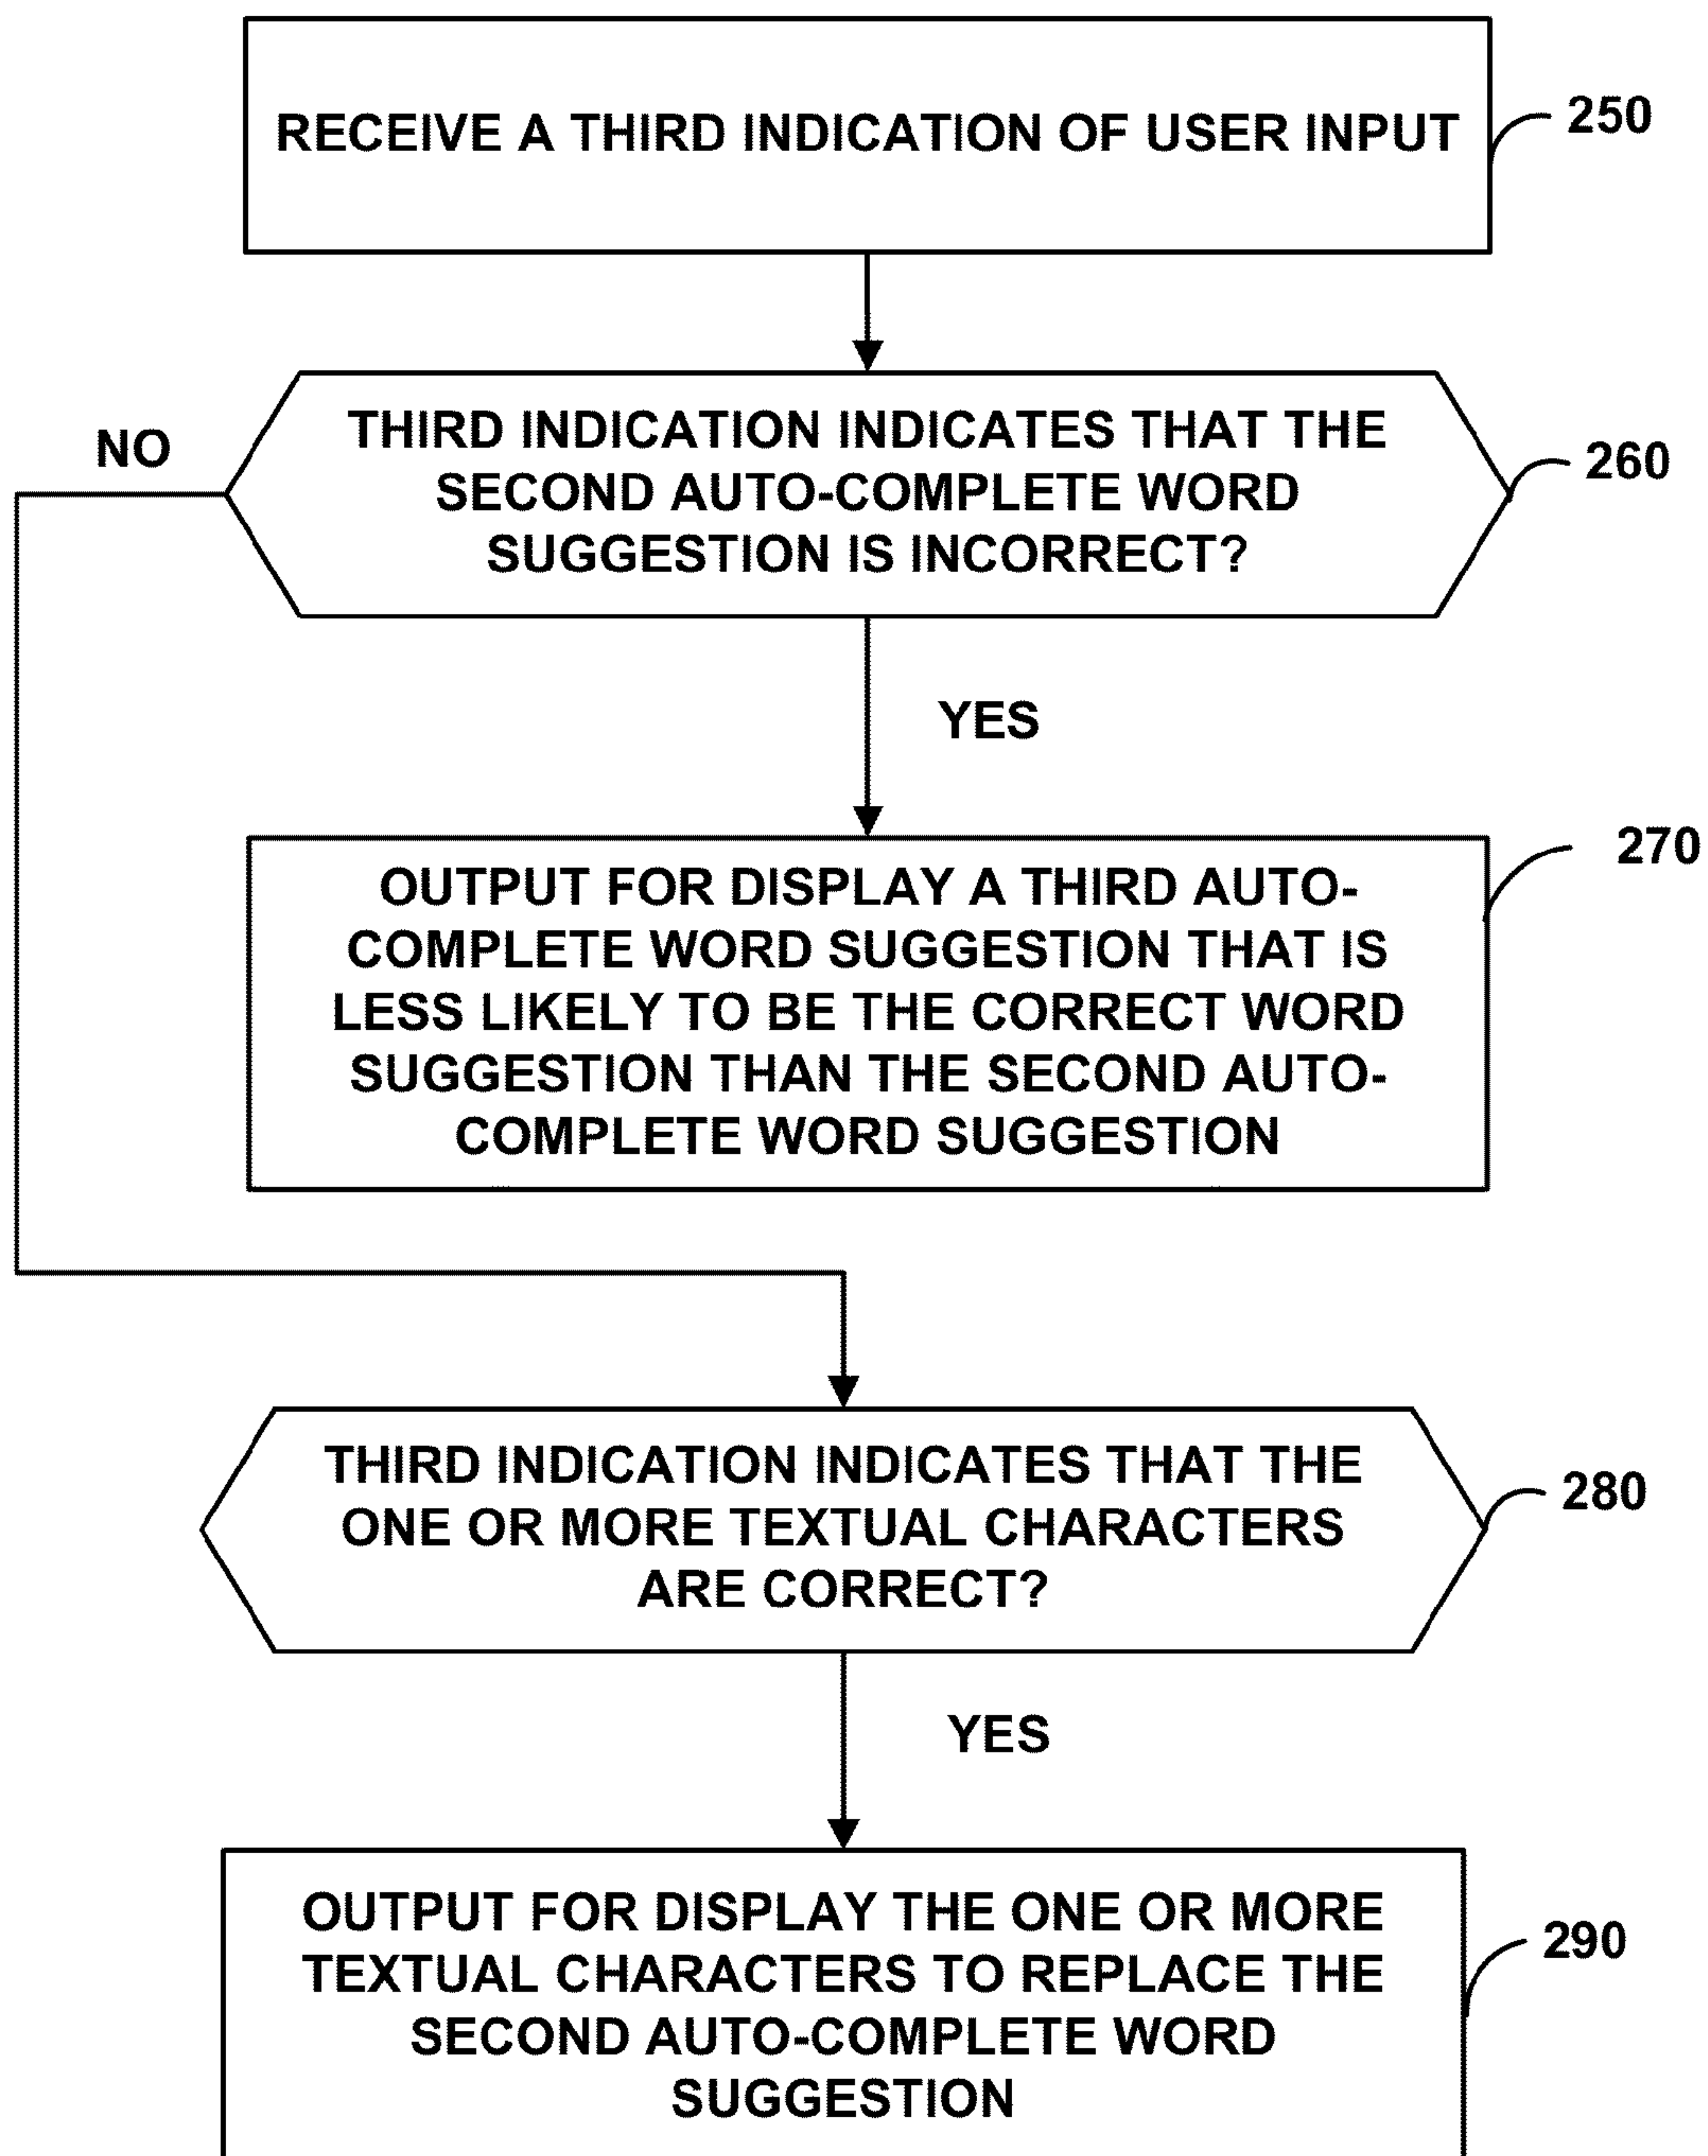 RECEIVE A THIRD INDICATION OF USER INPUT
250
THIRD INDICATION INDICATES THAT THE
SECOND AUTO-COMPLETE WORD
SUGGESTION IS INCORRECT?
260
NO
YES
OUTPUT FOR DISPLAY A THIRD AUTO-
COMPLETE WORD SUGGESTION THAT IS
LESS LIKELY TO BE THE CORRECT WORD
SUGGESTION THAN THE SECOND AUTO-
COMPLETE WORD SUGGESTION
270
THIRD INDICATION INDICATES THAT THE
ONE OR MORE TEXTUAL CHARACTERS
ARE CORRECT?
280
YES
OUTPUT FOR DISPLAY THE ONE OR MORE
TEXTUAL CHARACTERS TO REPLACE THE
SECOND AUTO-COMPLETE WORD
SUGGESTION
290